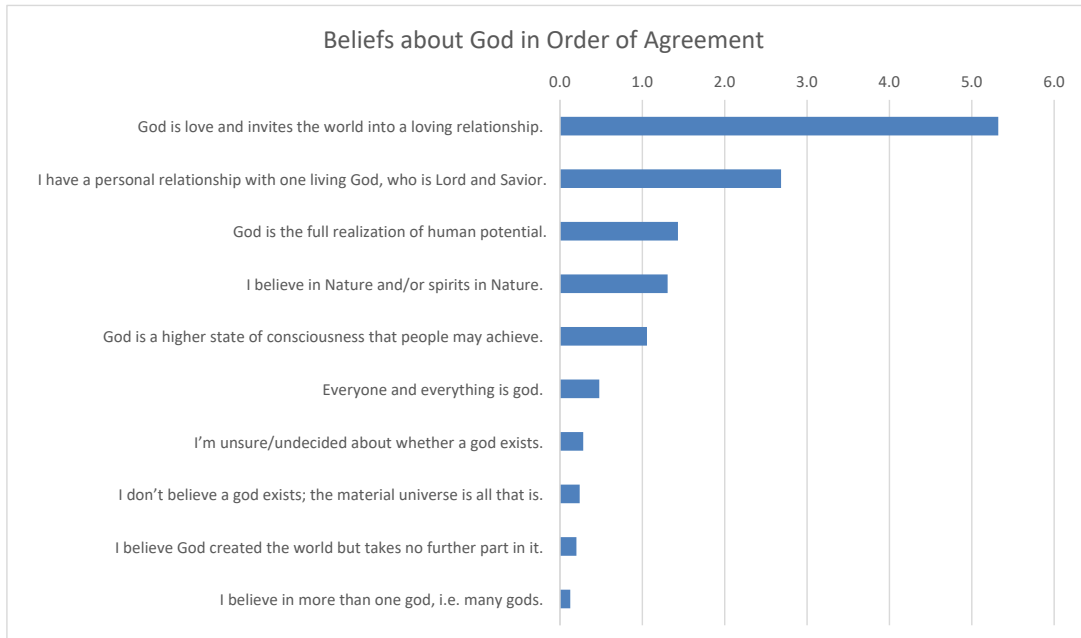 Beliefs about God in Order of Agreement
0.0 1.0 2.0 3.0 4.0 5.0 6.0
God is love and invites the world into a loving relationship.
I have a personal relationship with one living God, who is Lord and Savior.
God is the full realization of human potential.
I believe in Nature and/or spirits in Nature.
God is a higher state of consciousness that people may achieve.
Everyone and everything is god.
I’m unsure/undecided about whether a god exists.
I don’t believe a god exists; the material universe is all that is.
I believe God created the world but takes no further part in it.
I believe in more than one god, i.e. many gods.